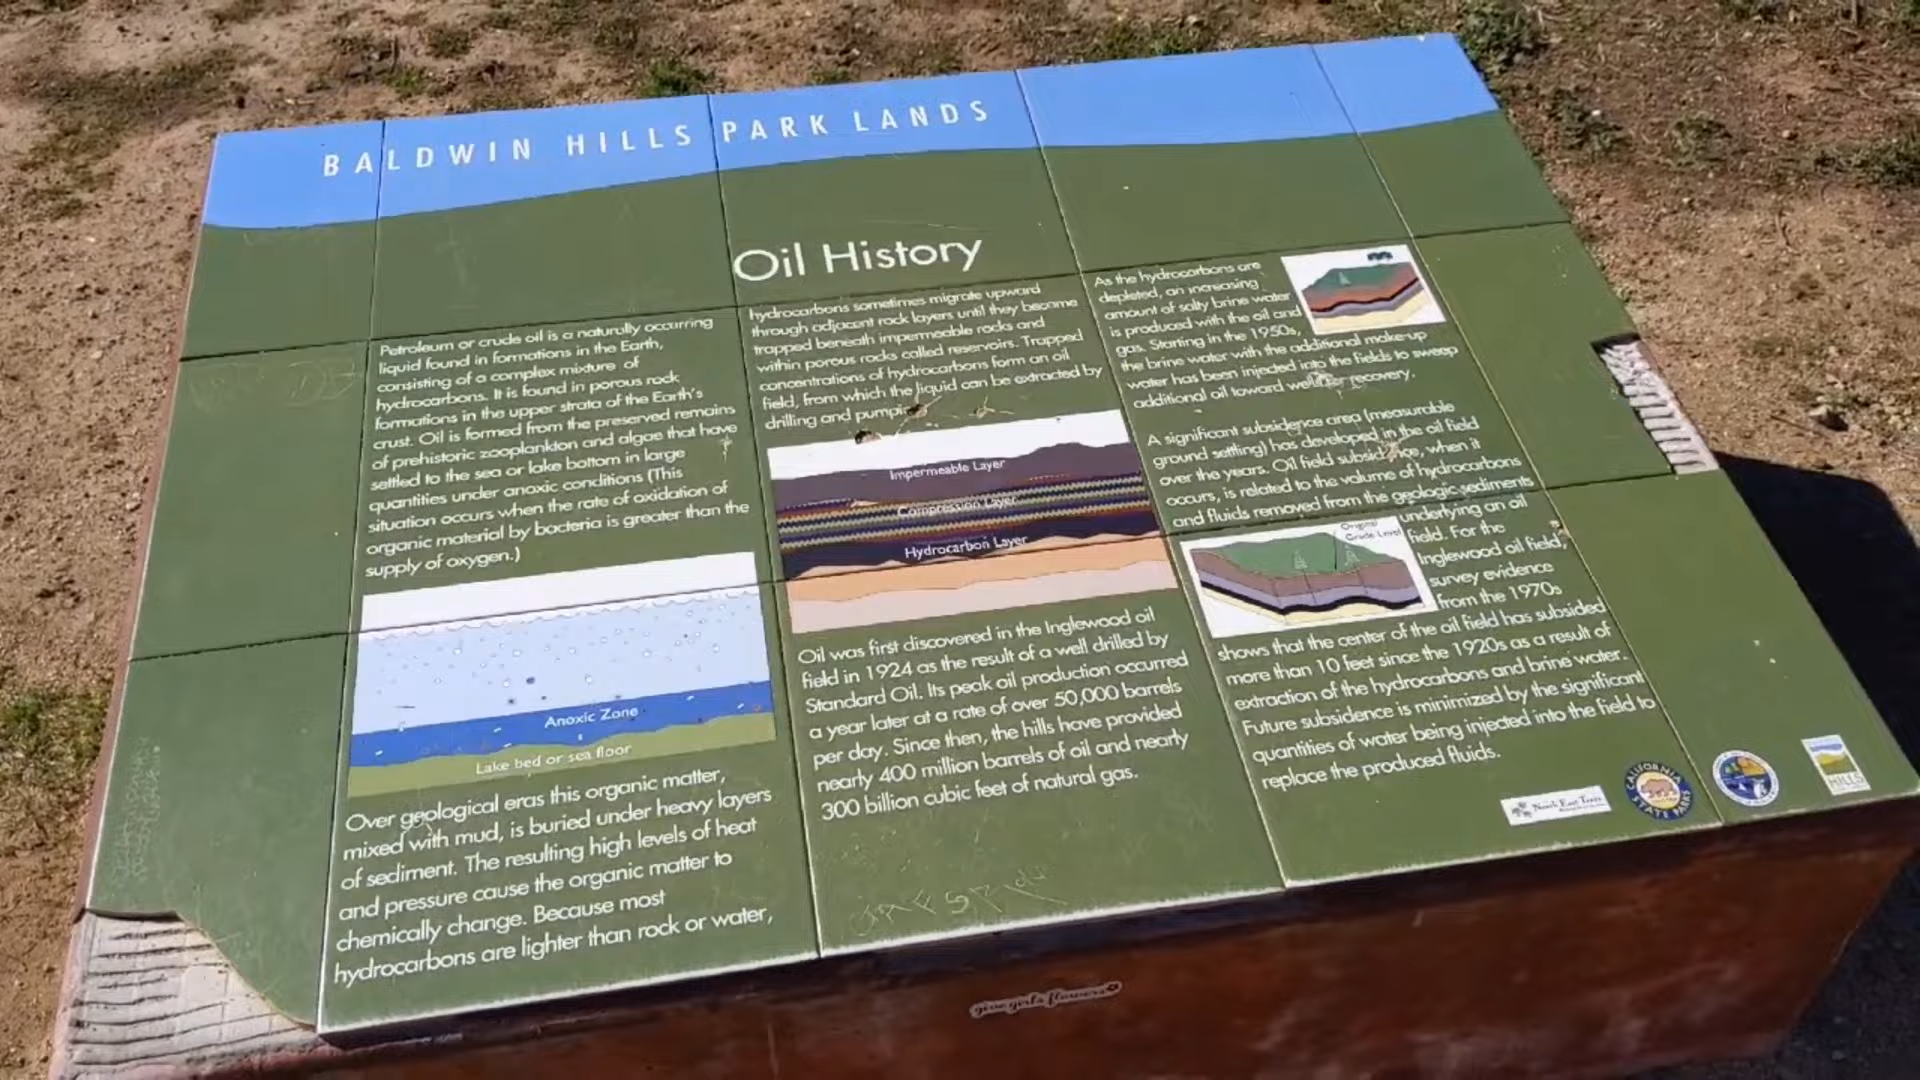 BALDWIN HILLS PARK LANDS
Oil History
Petroleum or crude oil is a naturally occurring
liquid found in formations in the Earth,
consisting of a complex mixture of
hydrocarbons. It is found in porous rock
formations in the upper strata of the Earth's
crust. Oil is formed from the preserved remains
of prehistoric zooplankton and algae that have
settled to the sea or lake bottom in large
quantities under anoxic conditions (This
situation occurs when the rate of oxidation of
organic material by bacteria is greater than the
supply of oxygen.)
Anoxic Zone
Lake bed or sea floor
Over geological eras this organic matter,
mixed with mud, is buried under heavy layers
of sediment. The resulting high levels of heat
and pressure cause the organic matter to
chemically change. Because most
hydrocarbons are lighter than rock or water,
hydrocarbons sometimes migrate upward
through adjacent rock layers until they become
trapped beneath impermeable rocks and
within porous rocks called reservoirs. Trapped
concentrations of hydrocarbons form an oil
field, from which the liquid can be extracted by
drilling and
Impermeable Layer
Compression Layer
Hydrocarbon Layer
Oil was first discovered in the Inglewood oil
field in 1924 as the result of a well drilled by
Standard Oil. Its peak oil production occurred
a year later at a rate of over 50,000 barrels
per day. Since then, the hills have provided
nearly 400 million barrels of oil and nearly
300 billion cubic feet of natural gas.
As the hydrocarbons are
depleted, an increasing
amount of salty brine water
is produced with the oil and
gas. Starting in the 1950s,
the brine water with the additional make-up
water has been injected into the fields to sweep
additional oil toward wells recovery.
A significant subsidence area (measurable
ground settling) has developed in the oil field
over the years. Oil field subsidence, when it
occurs, is related to the volume of hydrocarbons
and fluids removed from the geologic sediments
underlying an oil
field. For the
Inglewood oil field,
survey evidence
from the 1970s
Original
Grade Level
shows that the center of the oil field has subsided
more than 10 feet since the 1920s as a result of
extraction of the hydrocarbons and brine water.
Future subsidence is minimized by the significant
quantities of water being injected into the field to
replace the produced fluids.
North East Trees
CALIFORNIA
STATE PARKS
HILLS
give girls flowers